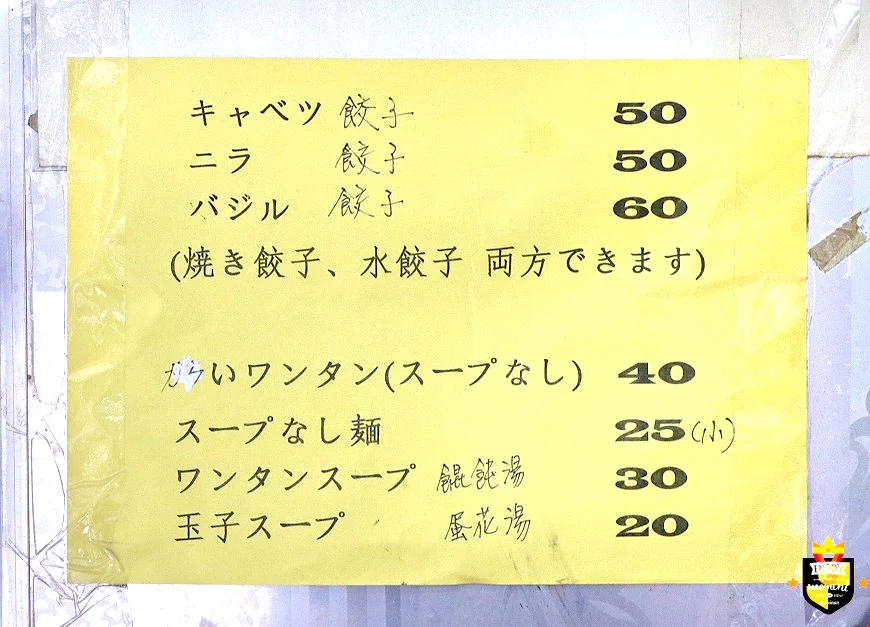 キャベツ 餃子 50
ニラ 餃子 50
バジル 餃子 60
(焼き餃子、水餃子 両方できます)
からいワンタン(スープなし) 40
スープなし麺 25(小)
ワンタンスープ 餛飩湯 30
玉子スープ 蛋花湯 20